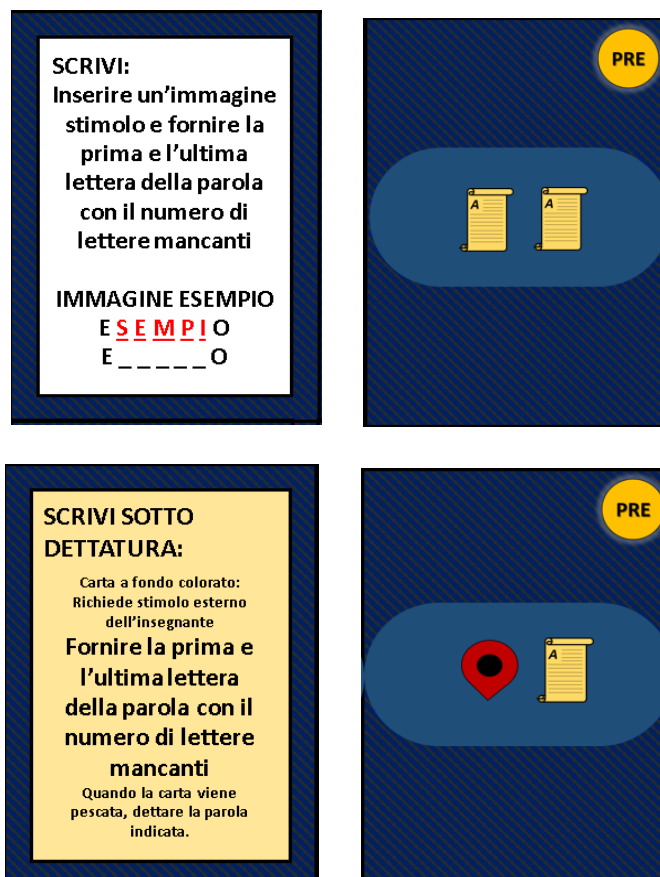 SCRIVI:
Inserire un'immagine
stimolo e fornire la
prima e l'ultima
lettera della parola
con il numero di
lettere mancanti
IMMAGINE ESEMPIO
E S E M P I O
E _ _ _ _ _ O
PRE
A
A
SCRIVI SOTTO
DETTATURA:
Carta a fondo colorato:
Richiede stimolo esterno
dell'insegnante
Fornire la prima e
l'ultima lettera
della parola con il
numero di lettere
mancanti
Quando la carta viene
pescata, dettare la parola
indicata.
PRE
A